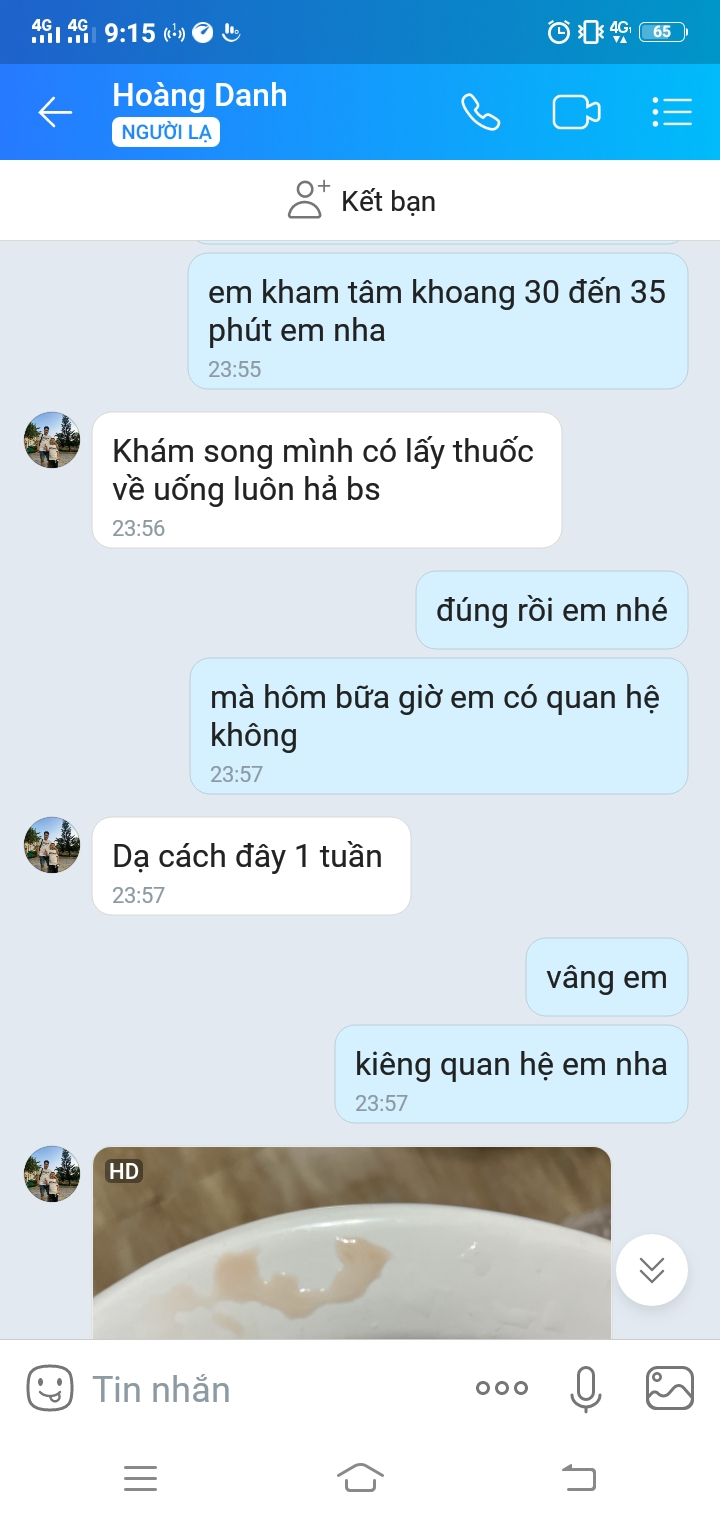 4G 4G 9:15
4G 65
Hoàng Danh
NGƯỜI LẠ
Kết bạn
em kham tâm khoang 30 đến 35
phút em nha
23:55
Khám song mình có lấy thuốc
về uống luôn hả bs
23:56
đúng rồi em nhé
mà hôm bữa giờ em có quan hệ
không
23:57
Dạ cách đây 1 tuần
23:57
vâng em
kiêng quan hệ em nha
23:57
HD
Tin nhắn